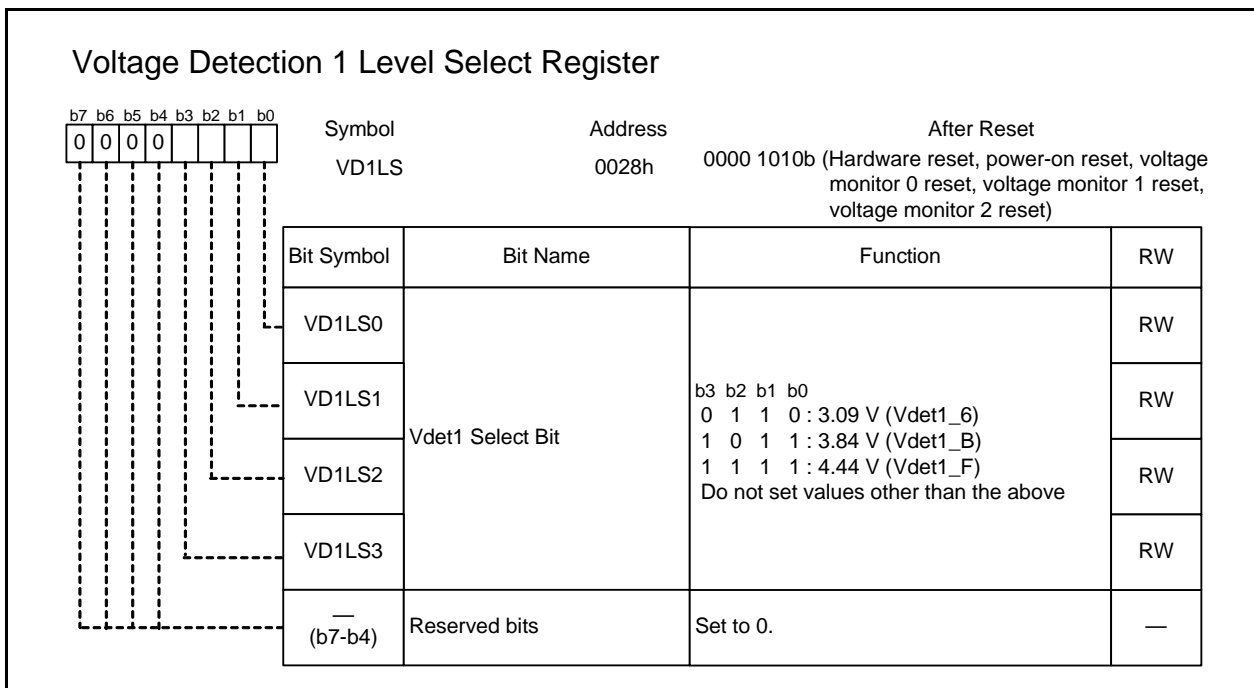 Voltage Detection 1 Level Select Register
b7 b6 b5 b4 b3 b2 b1 b0
0 0 0 0
Symbol Address After Reset
VD1LS 0028h 0000 1010b (Hardware reset, power-on reset, voltage
monitor 0 reset, voltage monitor 1 reset,
voltage monitor 2 reset)
Bit Symbol Bit Name Function RW
VD1LS0 RW
VD1LS1 RW
VD1LS2 RW
VD1LS3 RW
Vdet1 Select Bit
b3 b2 b1 b0
0 1 1 0 : 3.09 V (Vdet1_6)
1 0 1 1 : 3.84 V (Vdet1_B)
1 1 1 1 : 4.44 V (Vdet1_F)
Do not set values other than the above
—
(b7-b4) Reserved bits Set to 0. —